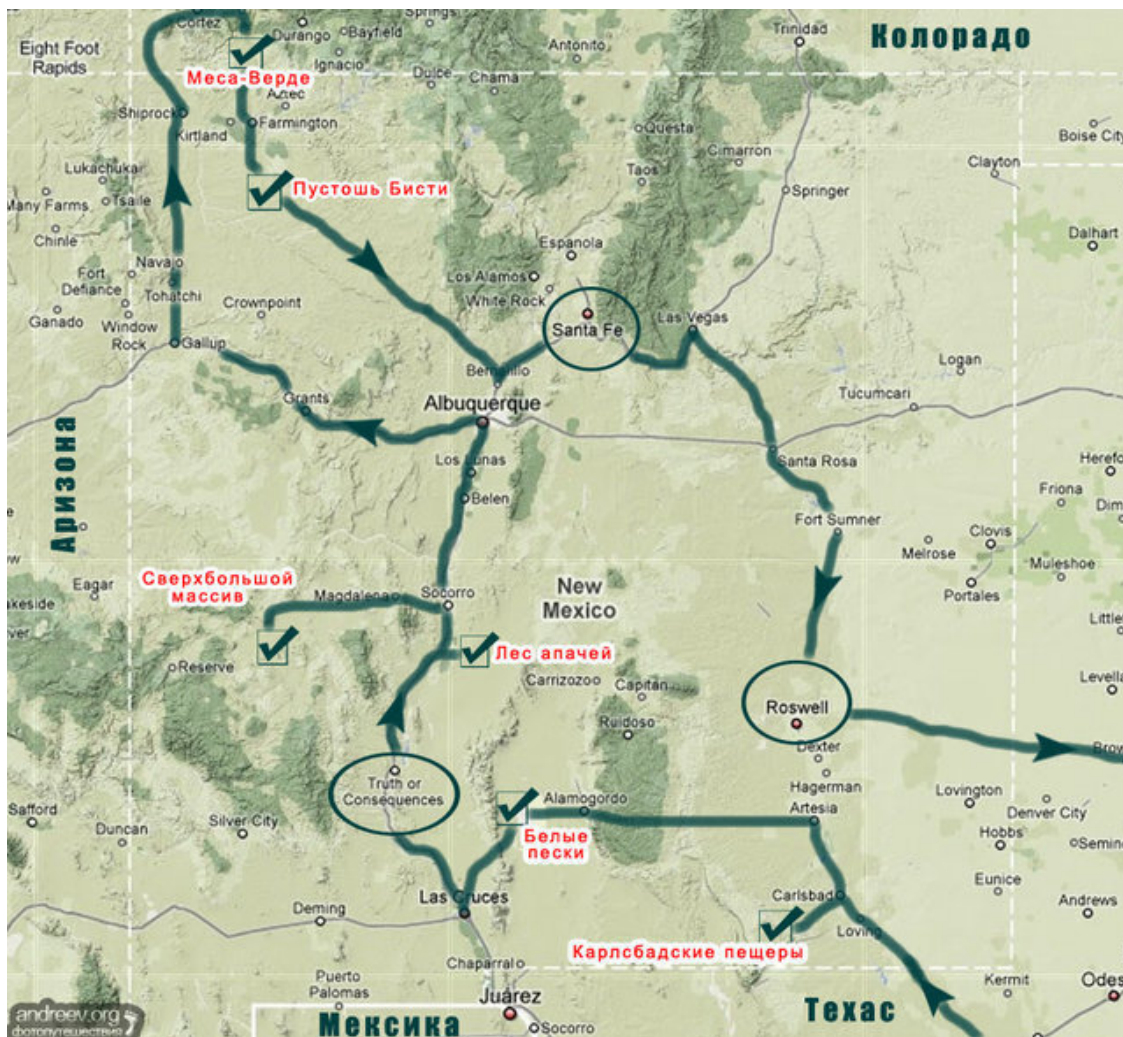 Cortez
Durango
Bayfield
Springs
Trinidad
Колорадо
Eight Foot
Rapids
Antonito
Ignacio
Меса-Верде
Dulce
Chama
Aztec
Shiprock
Kirtland
Farmington
Questa
Boise City
Cimarron
Lukachukai
Taos
Clayton
Пустошь Бисти
Springer
Many Farms
Tsaile
Chinle
Espanola
Dalhart
Navajo
Los Alamos
Fort
Defiance
Tohatchi
Crownpoint
White Rock
Ganado
Window
Rock
Gallup
Santa Fe
Las Vegas
Logan
Bernalillo
Tucumcari
Grants
Albuquerque
Аризона
Los Lunas
Santa Rosa
Belen
Friona
Fort Sumner
Clovis
Melrose
Muleshoe
Сверхбольшой
массив
Eagar
Magdalena
Socorro
New
Mexico
Portales
Лес апачей
Reserve
Carrizozo
Capitan
Roswell
Ruidoso
Dexter
Hagerman
Truth or
Consequences
Alamogordo
Artesia
Lovington
Denver City
Safford
Duncan
Silver City
Белые
пески
Hobbs
Eunice
Las Cruces
Carlsbad
Andrews
Deming
Loving
Карлсбадские пещеры
Chaparral
Kermit
Puerto
Palomas
Juárez
Техас
andreev.org
фотопутешествия
Мексика
Socorro